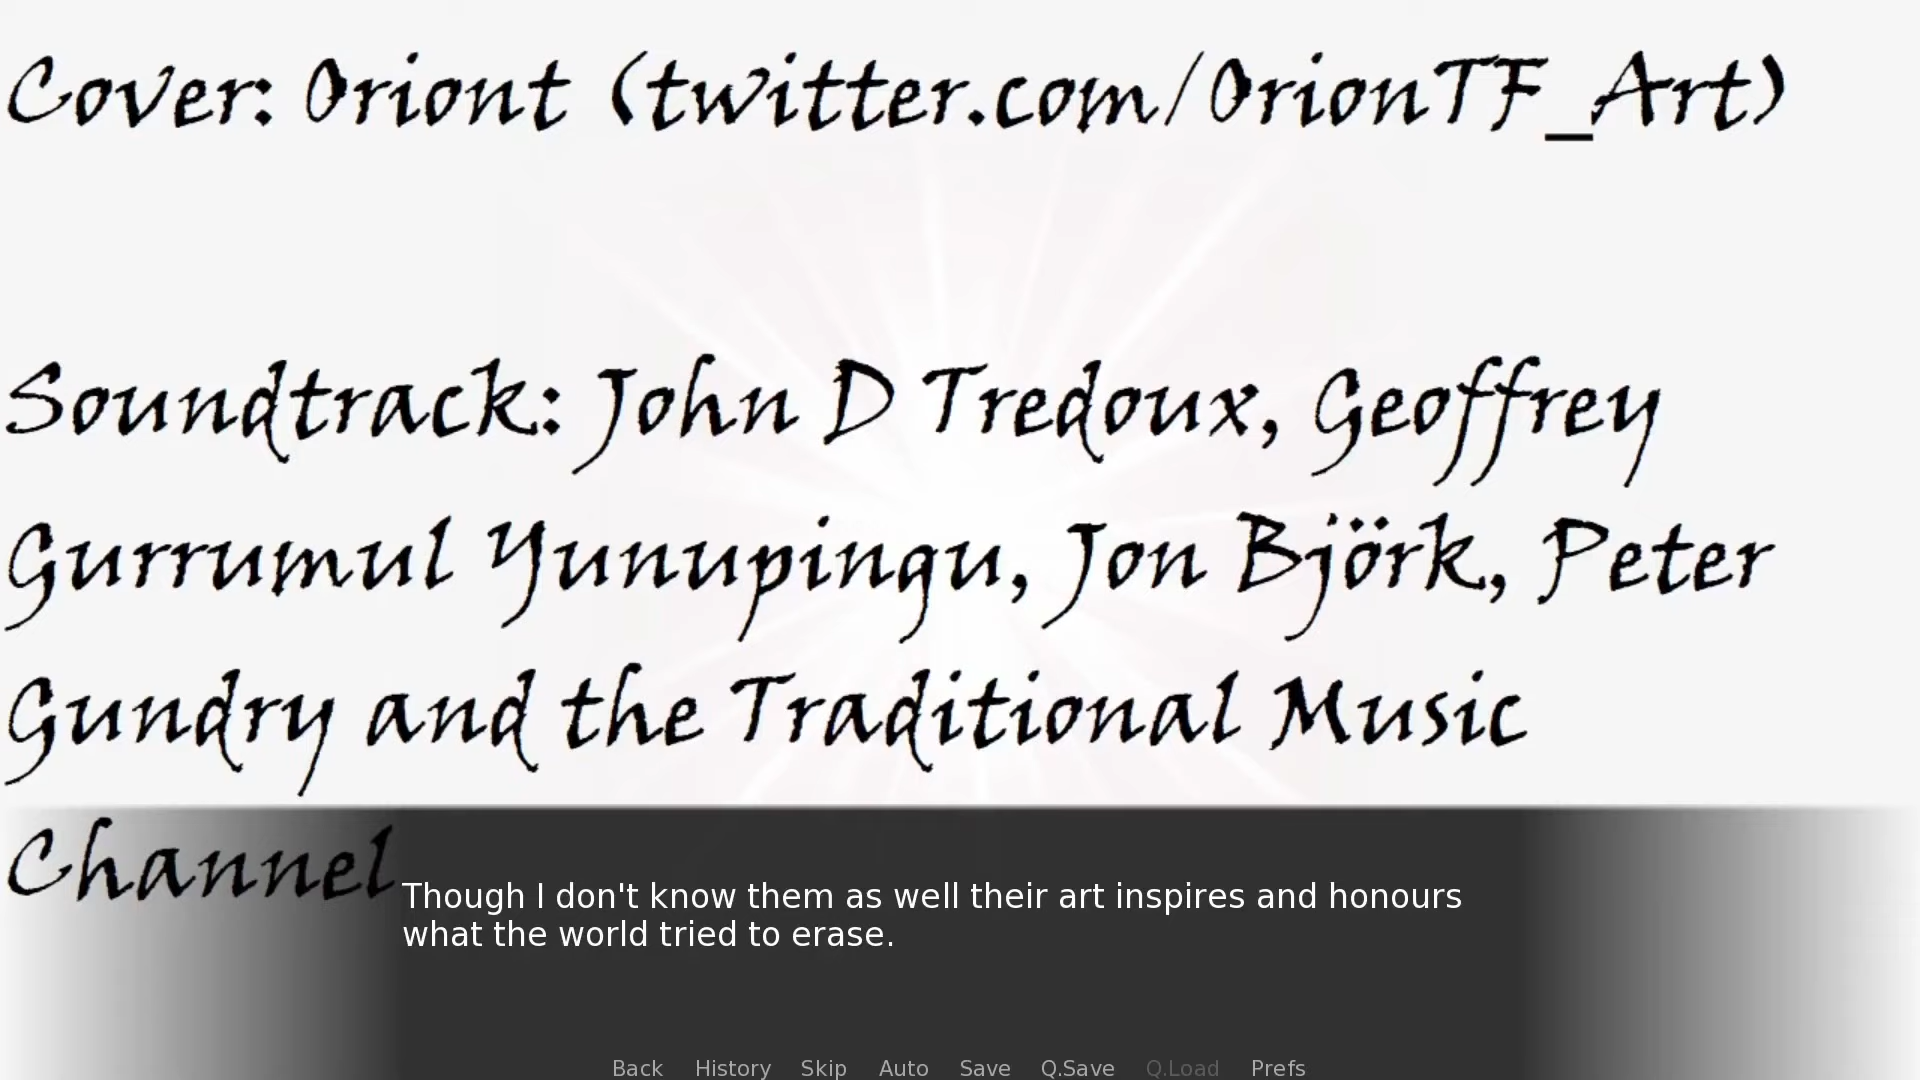 Cover: Oriont (twitter.com/OrionTF_Art)
Soundtrack: John D Tredoux, Geoffrey
Gurrumul Yunupingu, Jon Björk, Peter
Gundry and the Traditional Music
Channel
Though I don't know them as well their art inspires and honours
what the world tried to erase.
Back History Skip Auto Save Q.Save Q.Load Prefs